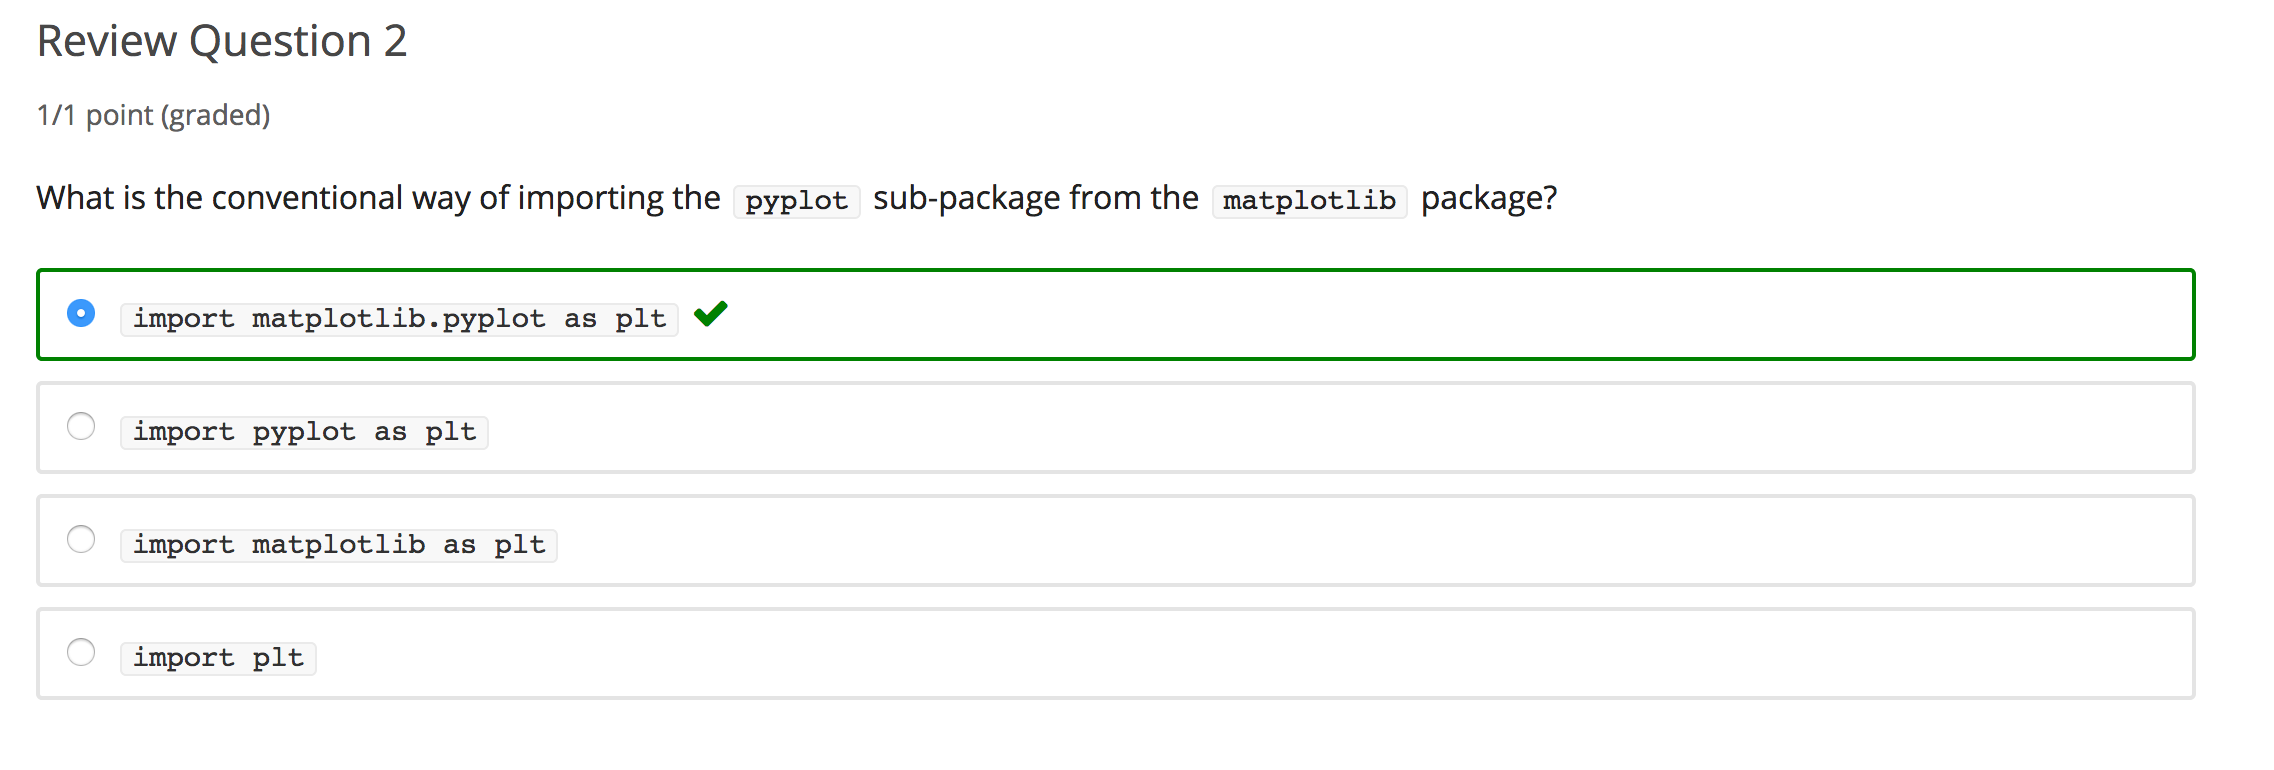 Review Question 2
1/1 point (graded)
What is the conventional way of importing the pyplot sub-package from the matplotlib package?
import matplotlib.pyplot as plt
import pyplot as plt
import matplotlib as plt
import plt